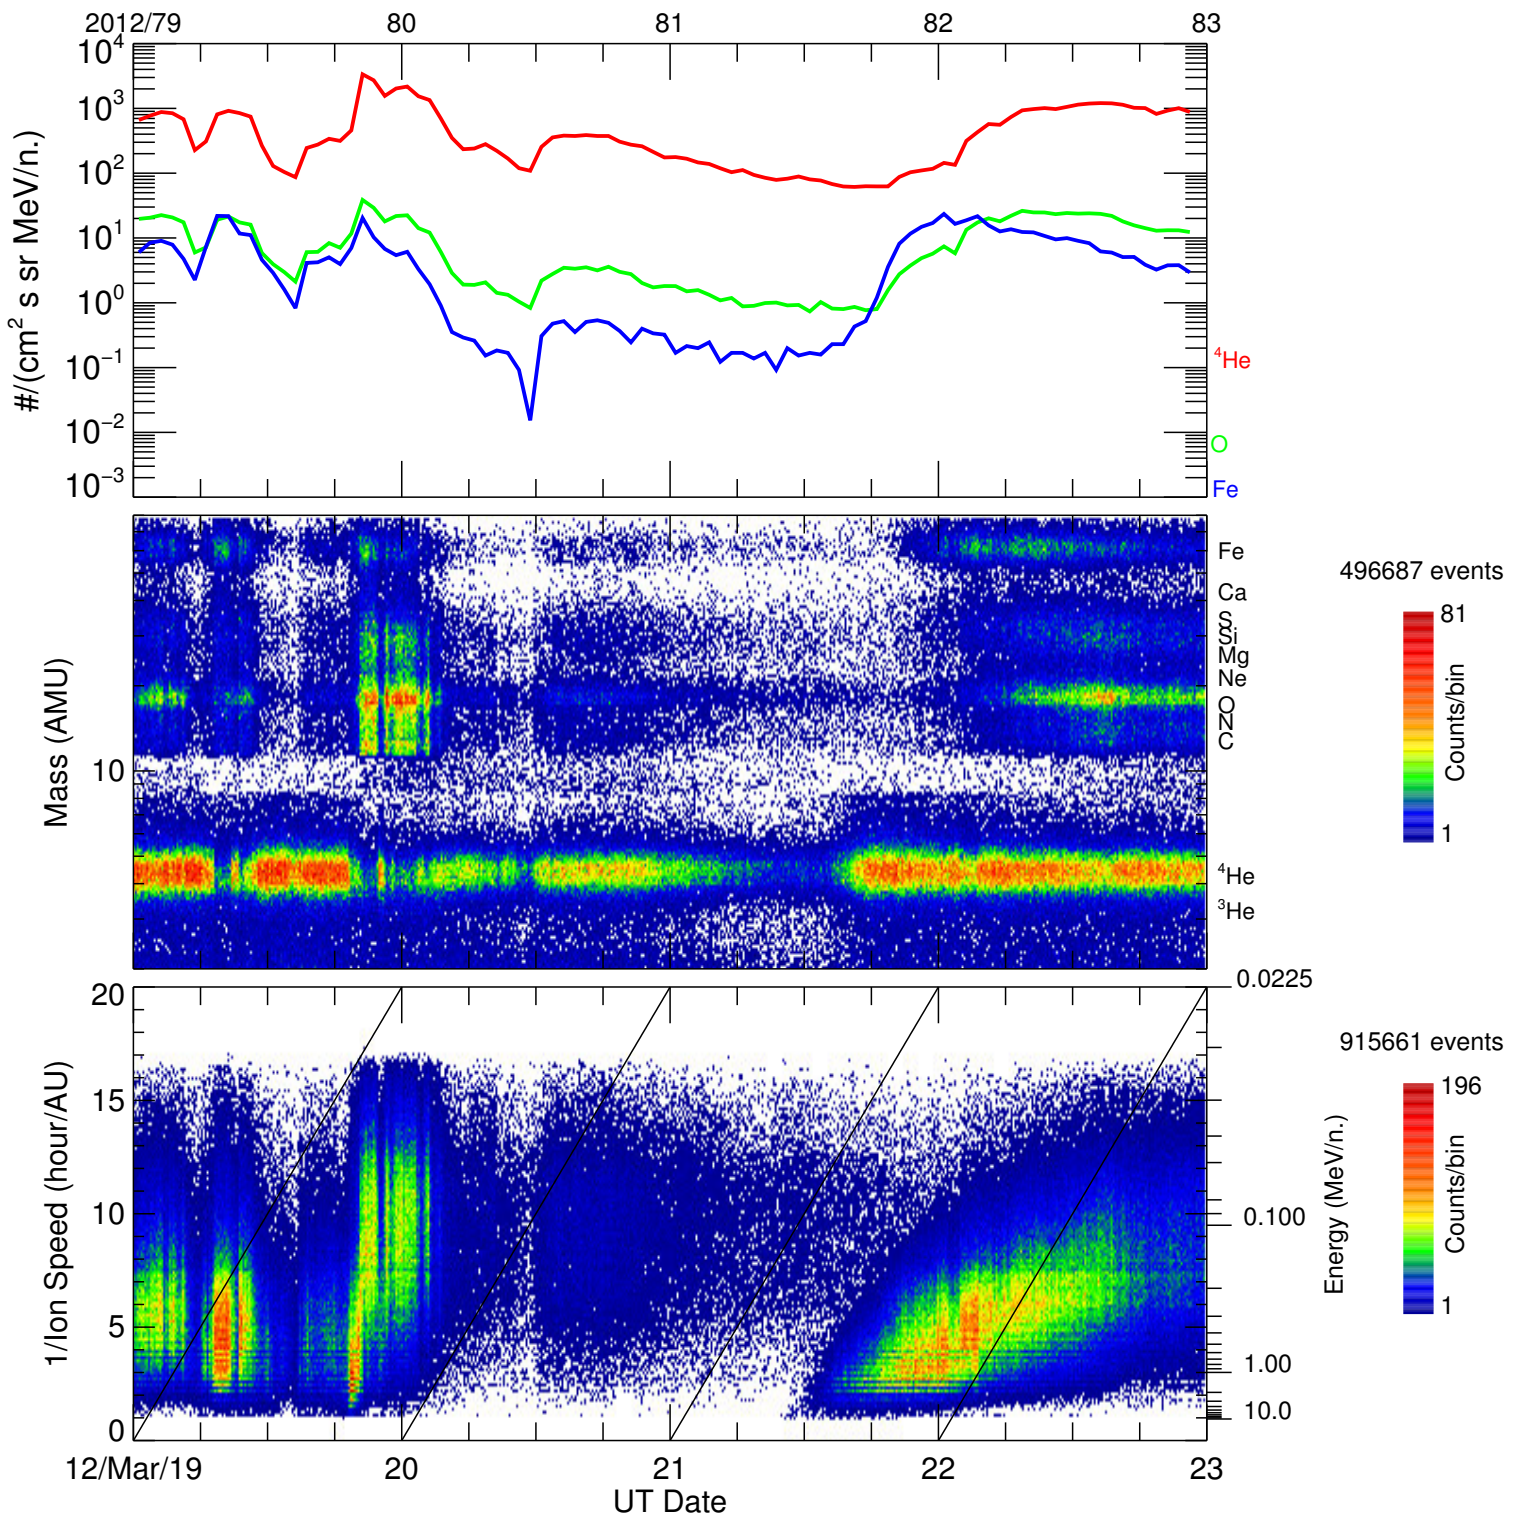 2012/79 80 81 82 83
10⁴
10³
10²
10¹
10⁰
10⁻¹
10⁻²
10⁻³
#/(cm² s sr MeV/n.)
⁴He
O
Fe
Mass (AMU)
10
Fe
Ca
S
Si
Mg
Ne
O
N
C
⁴He
³He
496687 events
81
Counts/bin
1
1/Ion Speed (hour/AU)
20
15
10
5
0
0.0225
0.100
1.00
10.0
Energy (MeV/n.)
915661 events
196
Counts/bin
1
12/Mar/19 20 21 22 23
UT Date